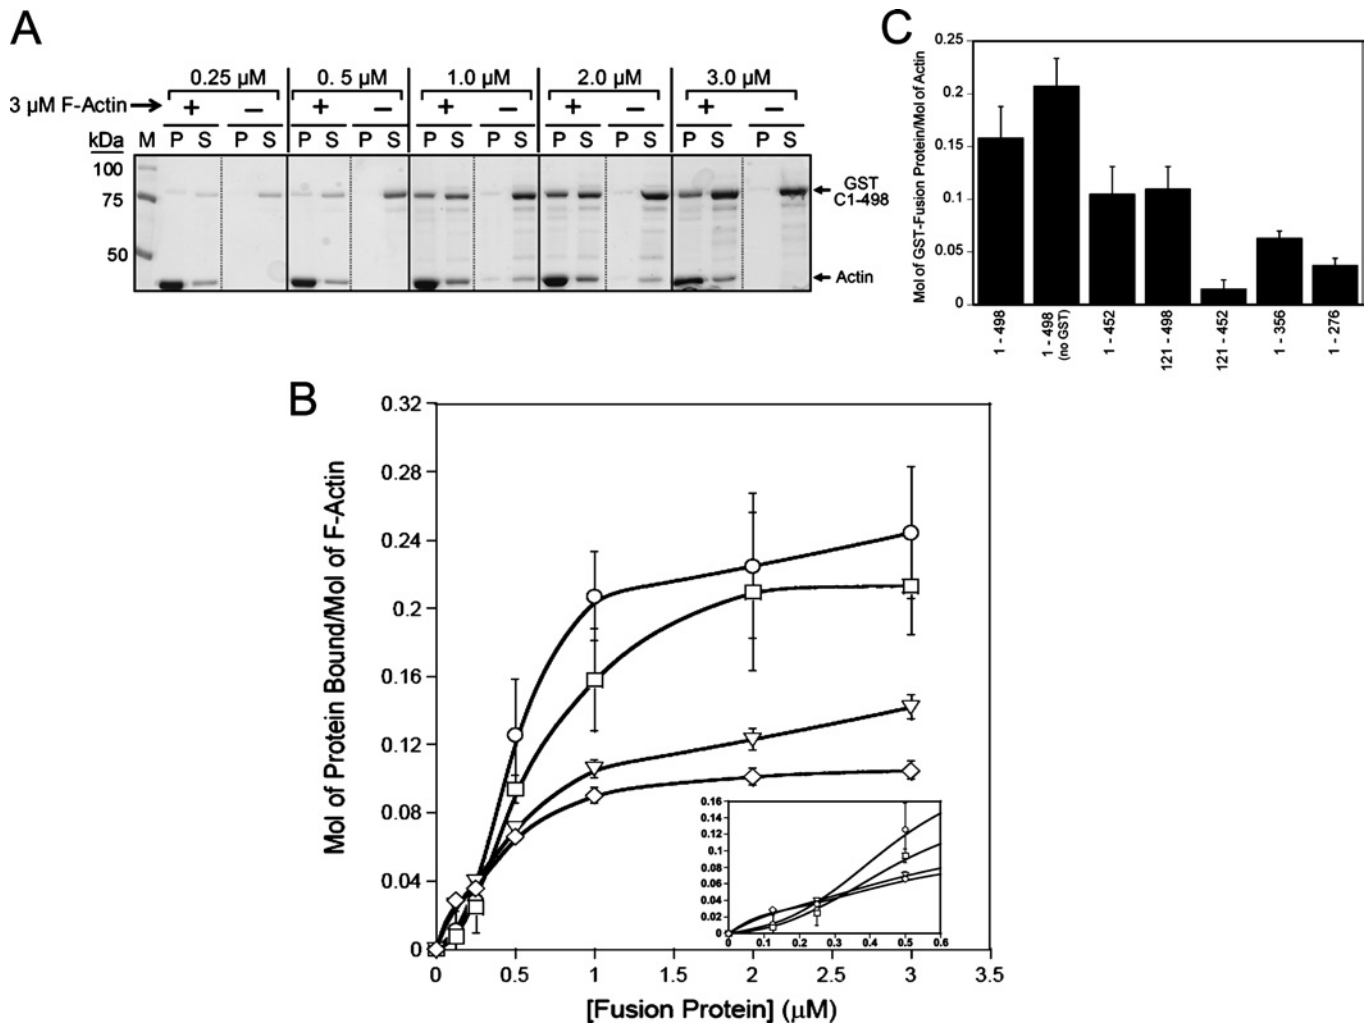 A
0.25 µM 0. 5 µM 1.0 µM 2.0 µM 3.0 µM
3 µM F-Actin + – + – + – + – + –
kDa M P S P S P S P S P S P S P S P S P S P S
100
75
50
GST
C1-498
Actin
C
Mol of GST-Fusion Protein/Mol of Actin
0.25
0.2
0.15
0.1
0.05
0
1 - 498
1 - 498
(no GST)
1 - 452
121 - 498
121 - 452
1 - 356
1 - 276
B
Mol of Protein Bound/Mol of F-Actin
0.32
0.28
0.24
0.2
0.16
0.12
0.08
0.04
0
0 0.5 1 1.5 2 2.5 3 3.5
[Fusion Protein] (µM)
0.16
0.14
0.12
0.1
0.08
0.06
0.04
0.02
0
0 0.1 0.2 0.3 0.4 0.5 0.6